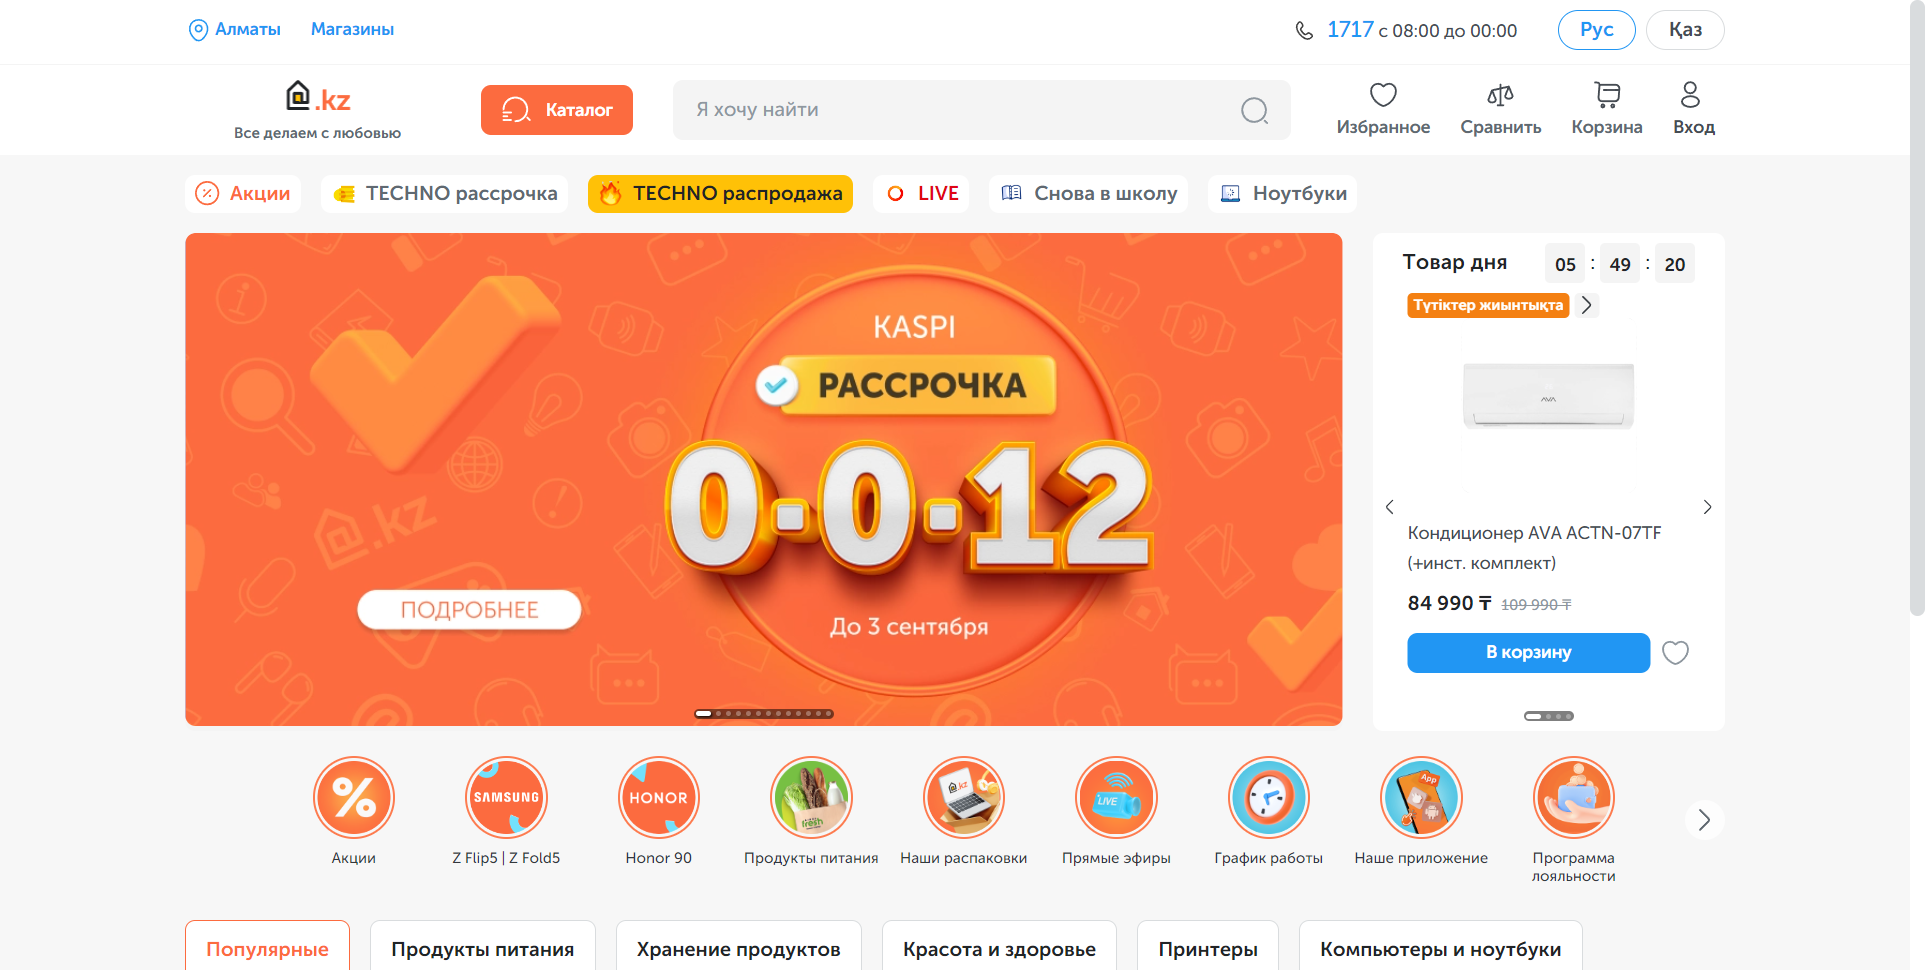 Алматы
Магазины
1717 с 08:00 до 00:00
Рус
Қаз
.kz
Все делаем с любовью
Каталог
Я хочу найти
Избранное
Сравнить
Корзина
Вход
Акции
TECHNO рассрочка
TECHNO распродажа
LIVE
Снова в школу
Ноутбуки
KASPI
РАССРОЧКА
0·0·12
До 3 сентября
ПОДРОБНЕЕ
.kz
Товар дня
05 : 49 : 20
Түтіктер жиынтықта
AVA
Кондиционер AVA ACTN-07TF
(+инст. комплект)
84 990 ₸ 109 990 ₸
В корзину
%
SAMSUNG
HONOR
fresh
.kz
LIVE
App
Акции
Z Flip5 | Z Fold5
Honor 90
Продукты питания
Наши распаковки
Прямые эфиры
График работы
Наше приложение
Программа
лояльности
Популярные
Продукты питания
Хранение продуктов
Красота и здоровье
Принтеры
Компьютеры и ноутбуки